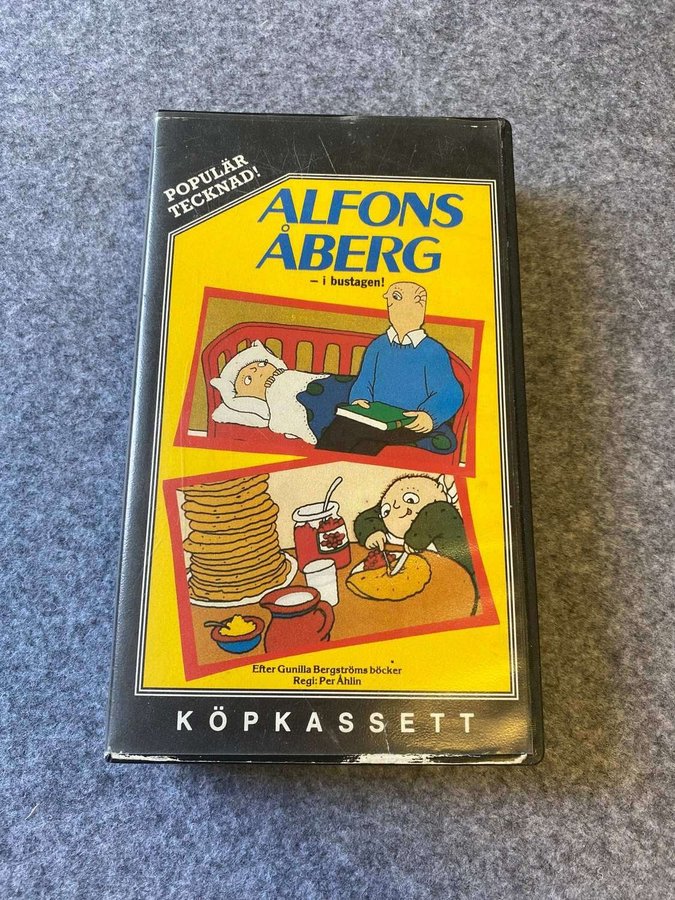 POPULÄR
TECKNAD!
ALFONS
ÅBERG
– i bustagen!
Efter Gunilla Bergströms böcker
Regi: Per Åhlin
KÖPKASSETT